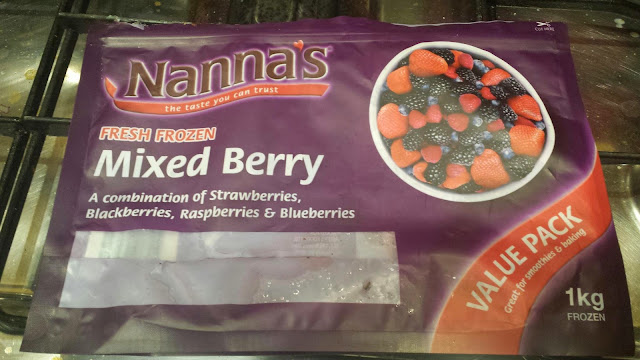 Nanna's
the taste you can trust
FRESH FROZEN
Mixed Berry
A combination of Strawberries,
Blackberries, Raspberries & Blueberries
VALUE PACK
Great for smoothies & baking
1kg
FROZEN